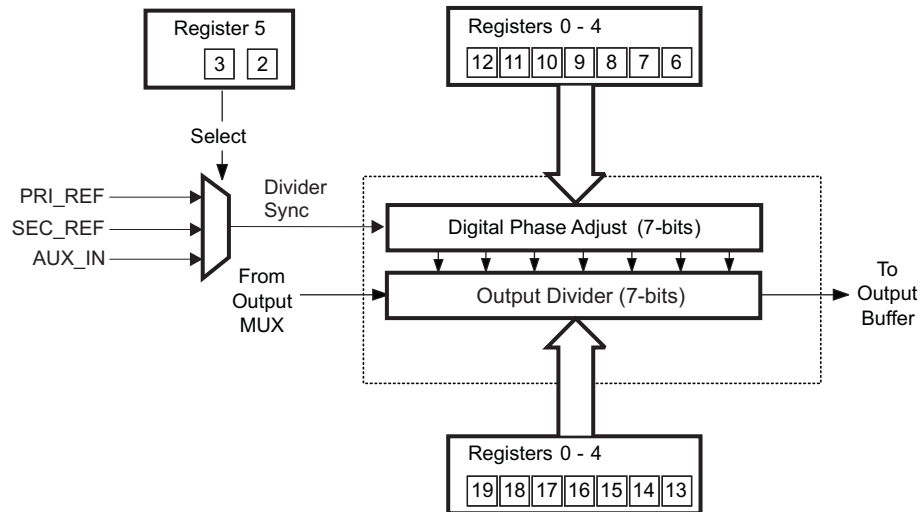 Register 5
3 2
Registers 0 - 4
12 11 10 9 8 7 6
Select
PRI_REF
SEC_REF
AUX_IN
Divider
Sync
Digital Phase Adjust (7-bits)
From
Output
MUX
Output Divider (7-bits)
To
Output
Buffer
Registers 0 - 4
19 18 17 16 15 14 13